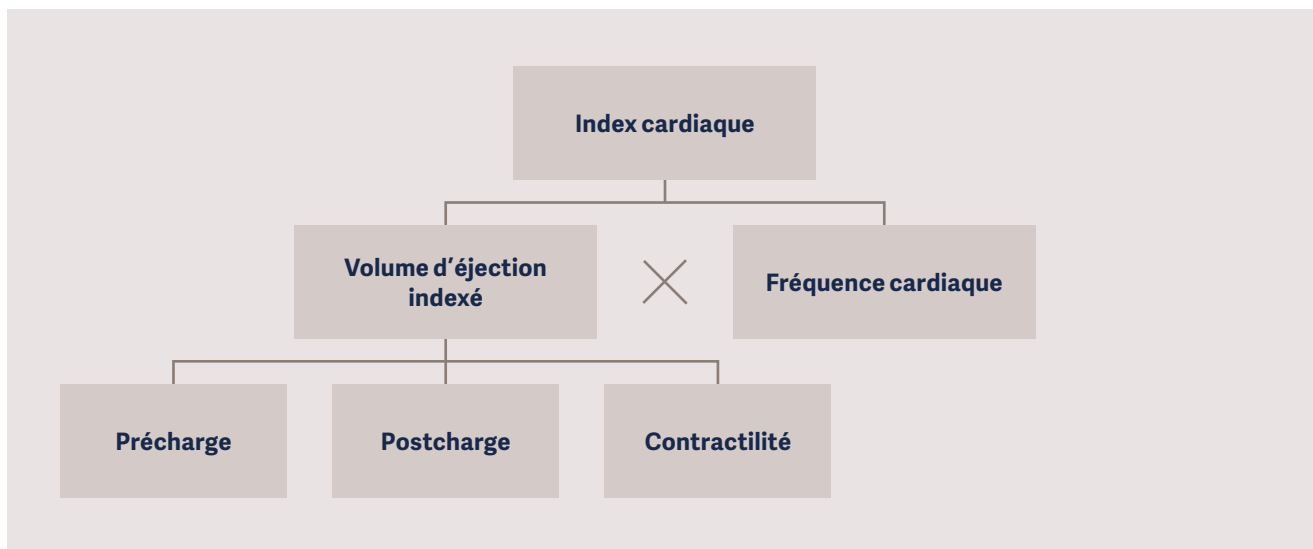 Index cardiaque
Volume d’éjection
indexé
Fréquence cardiaque
Précharge
Postcharge
Contractilité